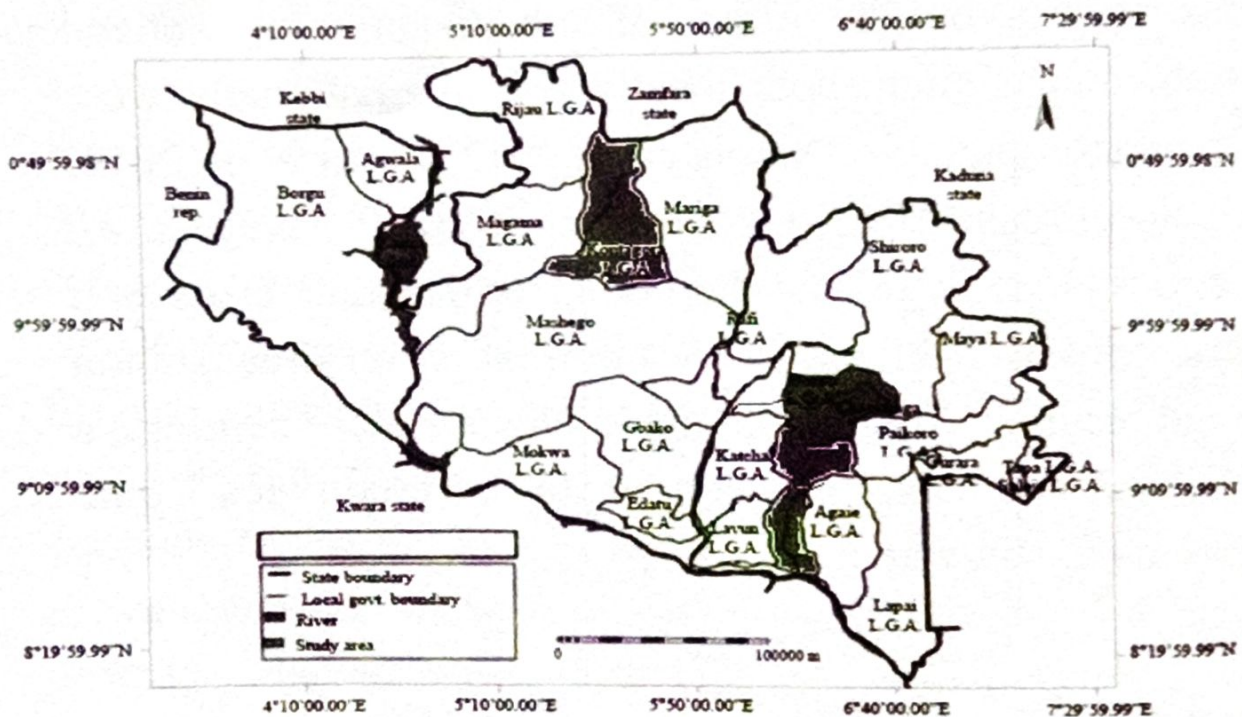 4°10'00.00"E
5°10'00.00"E
5°50'00.00"E
6°40'00.00"E
7°29'59.99"E
N
Kebbi
state
Rijau L.G.A
Zamfara
state
0°49'59.98"N
0°49'59.98"N
Agwala
L.G.A
Kaduna
state
Benin
rep.
Borgu
L.G.A
Magama
L.G.A
Mariga
L.G.A
Shiroro
L.G.A
L.G.A
9°59'59.99"N
9°59'59.99"N
Mashego
L.G.A
Rafi
L.G.A
Maya L.G.A
Gbako
L.G.A
Paikoro
L.G.A
Mokwa
L.G.A
Katcha
L.G.A
Gurara
L.G.A
L.G.A
L.G.A
9°09'59.99"N
9°09'59.99"N
Kwara state
Edatu
L.G.A
Lavun
L.G.A
Agaie
L.G.A
State boundary
Local govt. boundary
River
Study area
Lapai
L.G.A
0
100000 m
8°19'59.99"N
8°19'59.99"N
4°10'00.00"E
5°10'00.00"E
5°50'00.00"E
6°40'00.00"E
7°29'59.99"E